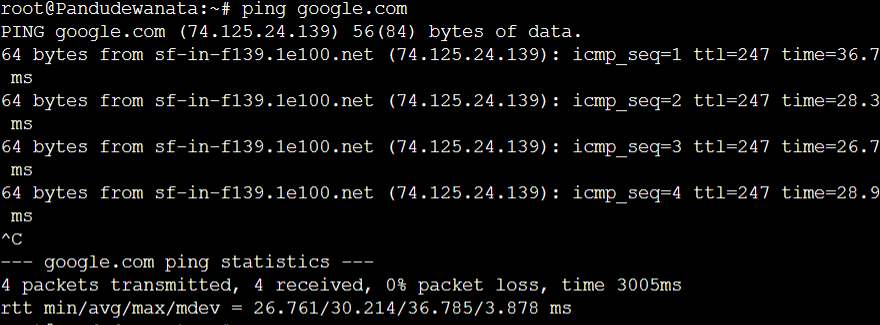 root@Pandudewanata:~# ping google.com
PING google.com (74.125.24.139) 56(84) bytes of data.
64 bytes from sf-in-f139.1e100.net (74.125.24.139): icmp_seq=1 ttl=247 time=36.7
ms
64 bytes from sf-in-f139.1e100.net (74.125.24.139): icmp_seq=2 ttl=247 time=28.3
ms
64 bytes from sf-in-f139.1e100.net (74.125.24.139): icmp_seq=3 ttl=247 time=26.7
ms
64 bytes from sf-in-f139.1e100.net (74.125.24.139): icmp_seq=4 ttl=247 time=28.9
ms
^C
--- google.com ping statistics ---
4 packets transmitted, 4 received, 0% packet loss, time 3005ms
rtt min/avg/max/mdev = 26.761/30.214/36.785/3.878 ms